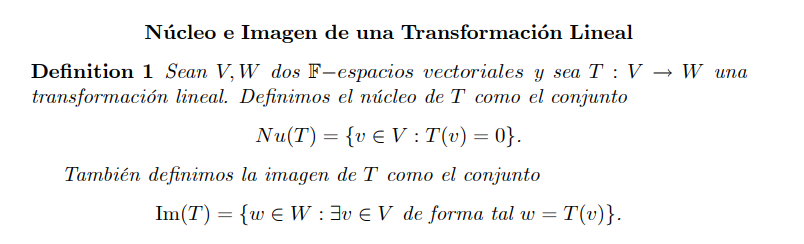 Núcleo e Imagen de una Transformación Lineal
Definition 1 Sean V, W dos 𝔽−espacios vectoriales y sea T : V → W una
transformación lineal. Definimos el núcleo de T como el conjunto
Nu(T) = {v ∈ V : T(v) = 0}.
También definimos la imagen de T como el conjunto
Im(T) = {w ∈ W : ∃v ∈ V de forma tal w = T(v)}.